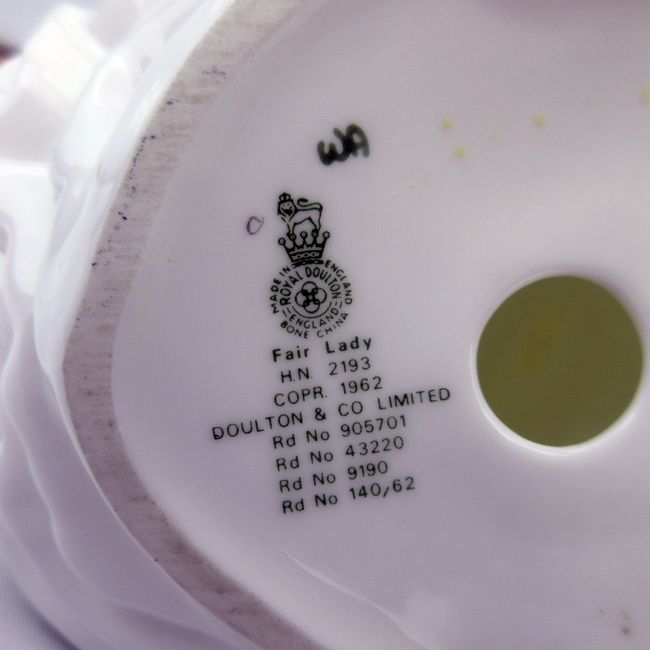 WA
MADE IN ENGLAND
ROYAL DOULTON
ENGLAND
BONE CHINA
Fair Lady
H.N. 2193
COPR. 1962
DOULTON & CO LIMITED
Rd No 905701
Rd No 43220
Rd No 9190
Rd No 140/62